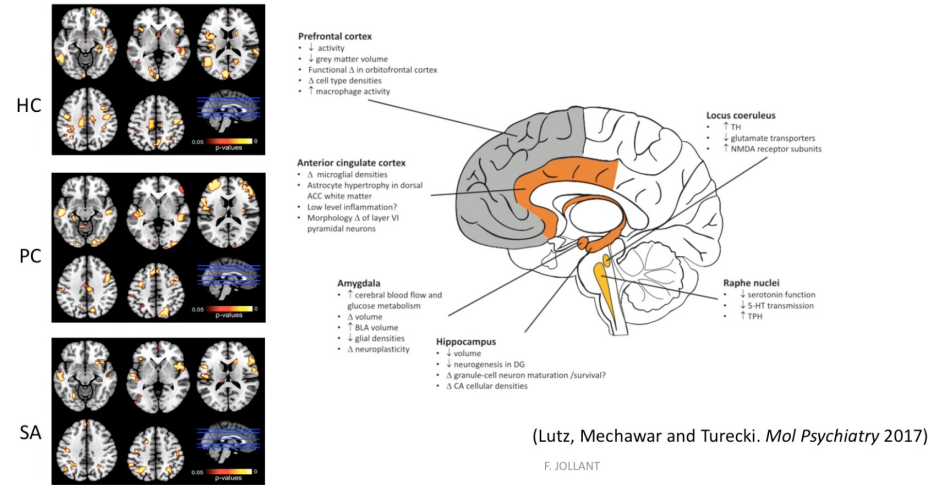 HC
0.05
0
p-values
PC
0.05
0
p-values
SA
0.05
0
p-values
Prefrontal cortex
• ↓ activity
• ↓ grey matter volume
• Functional Δ in orbitofrontal cortex
• Δ cell type densities
• ↑ macrophage activity
Anterior cingulate cortex
• Δ microglial densities
• Astrocyte hypertrophy in dorsal
ACC white matter
• Low level inflammation?
• Morphology Δ of layer VI
pyramidal neurons
Amygdala
• ↑ cerebral blood flow and
glucose metabolism
• Δ volume
• ↑ BLA volume
• ↓ glial densities
• Δ neuroplasticity
Hippocampus
• ↓ volume
• ↓ neurogenesis in DG
• Δ granule-cell neuron maturation /survival?
• Δ CA cellular densities
Locus coeruleus
• ↑ TH
• ↓ glutamate transporters
• ↑ NMDA receptor subunits
Raphe nuclei
• ↓ serotonin function
• ↓ 5-HT transmission
• ↑ TPH
(Lutz, Mechawar and Turecki. Mol Psychiatry 2017)
F. JOLLANT